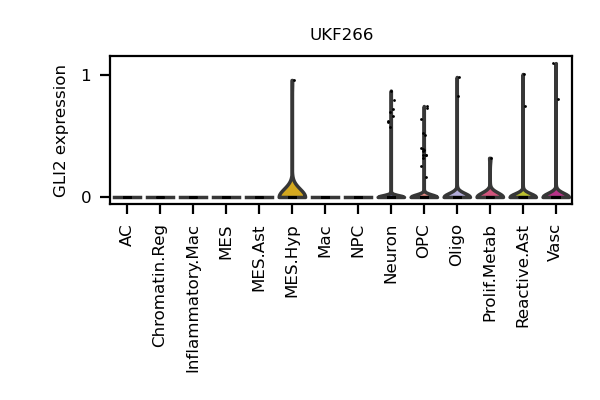 UKF266
GLI2 expression
1
0
AC
Chromatin.Reg
Inflammatory.Mac
MES
MES.Ast
MES.Hyp
Mac
NPC
Neuron
OPC
Oligo
Prolif.Metab
Reactive.Ast
Vasc